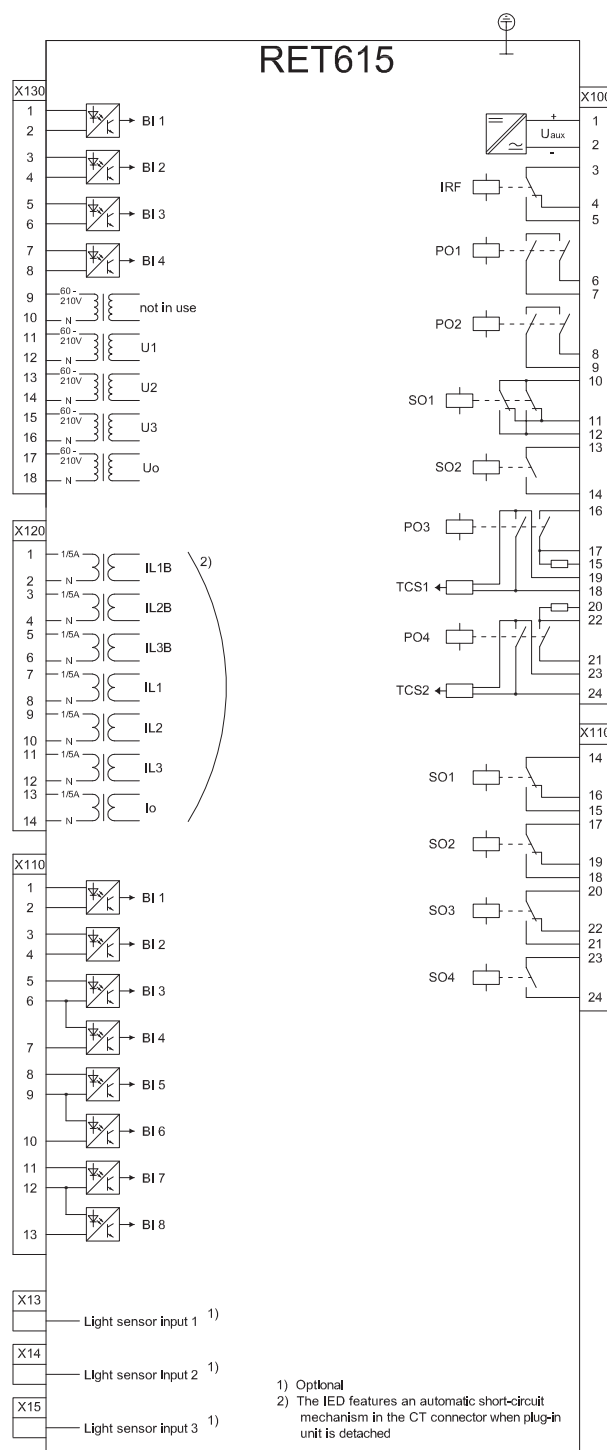 RET615
X130
1
2
BI 1
3
4
BI 2
5
6
BI 3
7
8
BI 4
9
60 -
210V
10
N
not in use
11
60 -
210V
12
N
U1
13
60 -
210V
14
N
U2
15
60 -
210V
16
N
U3
17
60 -
210V
18
N
Uo
X120
1
1/5A
2
N
IL1B
2)
3
1/5A
4
N
IL2B
5
1/5A
6
N
IL3B
7
1/5A
8
N
IL1
9
1/5A
10
N
IL2
11
1/5A
12
N
IL3
13
1/5A
14
N
Io
X110
1
2
BI 1
3
4
BI 2
5
6
BI 3
7
BI 4
8
9
BI 5
10
BI 6
11
12
BI 7
13
BI 8
X13
Light sensor input 1 1)
X14
Light sensor input 2 1)
X15
Light sensor input 3 1)
X100
+
Uaux
-
1
2
IRF
3
4
5
PO1
6
7
PO2
8
9
SO1
10
11
12
SO2
13
14
PO3
16
17
15
TCS1
19
18
PO4
20
22
21
23
TCS2
24
X110
SO1
14
16
15
SO2
17
19
18
SO3
20
22
21
SO4
23
24
1) Optional
2) The IED features an automatic short-circuit
mechanism in the CT connector when plug-in
unit is detached